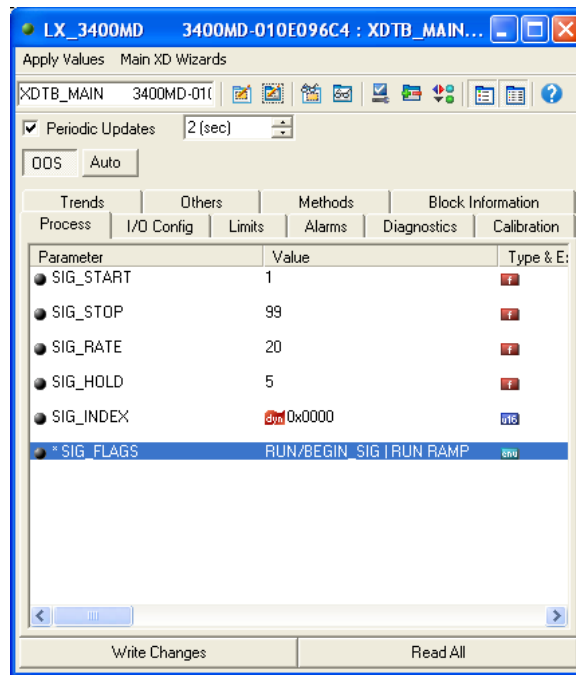 LX_3400MD 3400MD-010E096C4 : XDTB_MAIN...
Apply Values Main XD Wizards
XDTB_MAIN 3400MD-01(
Periodic Updates 2 (sec)
OOS Auto
Trends Others Methods Block Information
Process I/O Config Limits Alarms Diagnostics Calibration
Parameter Value Type & E:
SIG_START 1 f
SIG_STOP 99 f
SIG_RATE 20 f
SIG_HOLD 5 f
SIG_INDEX dyn 0x0000 u16
* SIG_FLAGS RUN/BEGIN_SIG | RUN RAMP enu
Write Changes Read All